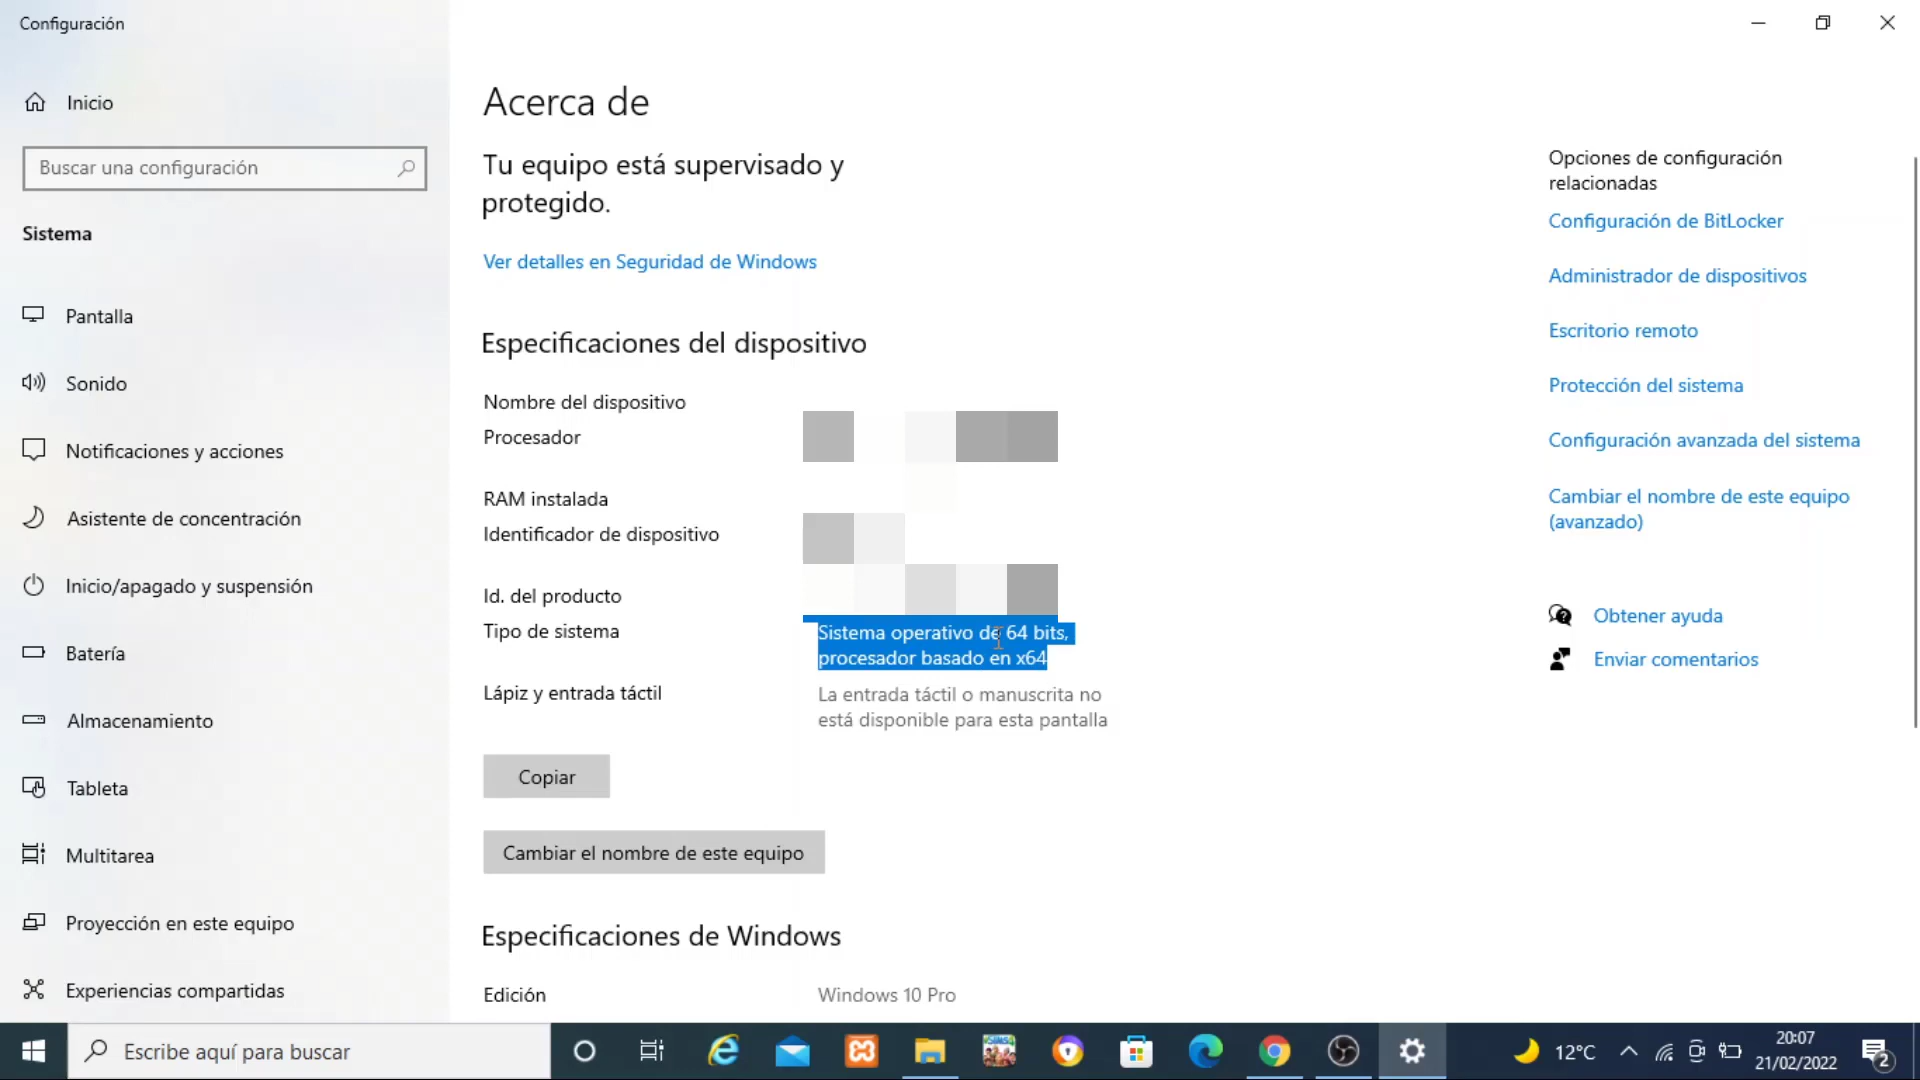 Configuración
Inicio
Buscar una configuración
Sistema
Pantalla
Sonido
Notificaciones y acciones
Asistente de concentración
Inicio/apagado y suspensión
Batería
Almacenamiento
Tableta
Multitarea
Proyección en este equipo
Experiencias compartidas
Acerca de
Tu equipo está supervisado y
protegido.
Ver detalles en Seguridad de Windows
Especificaciones del dispositivo
Nombre del dispositivo
Procesador
RAM instalada
Identificador de dispositivo
Id. del producto
Tipo de sistema
Sistema operativo de 64 bits,
procesador basado en x64
Lápiz y entrada táctil
La entrada táctil o manuscrita no
está disponible para esta pantalla
Copiar
Cambiar el nombre de este equipo
Especificaciones de Windows
Edición
Windows 10 Pro
Opciones de configuración
relacionadas
Configuración de BitLocker
Administrador de dispositivos
Escritorio remoto
Protección del sistema
Configuración avanzada del sistema
Cambiar el nombre de este equipo
(avanzado)
Obtener ayuda
Enviar comentarios
Escribe aquí para buscar
12°C
20:07
21/02/2022
2